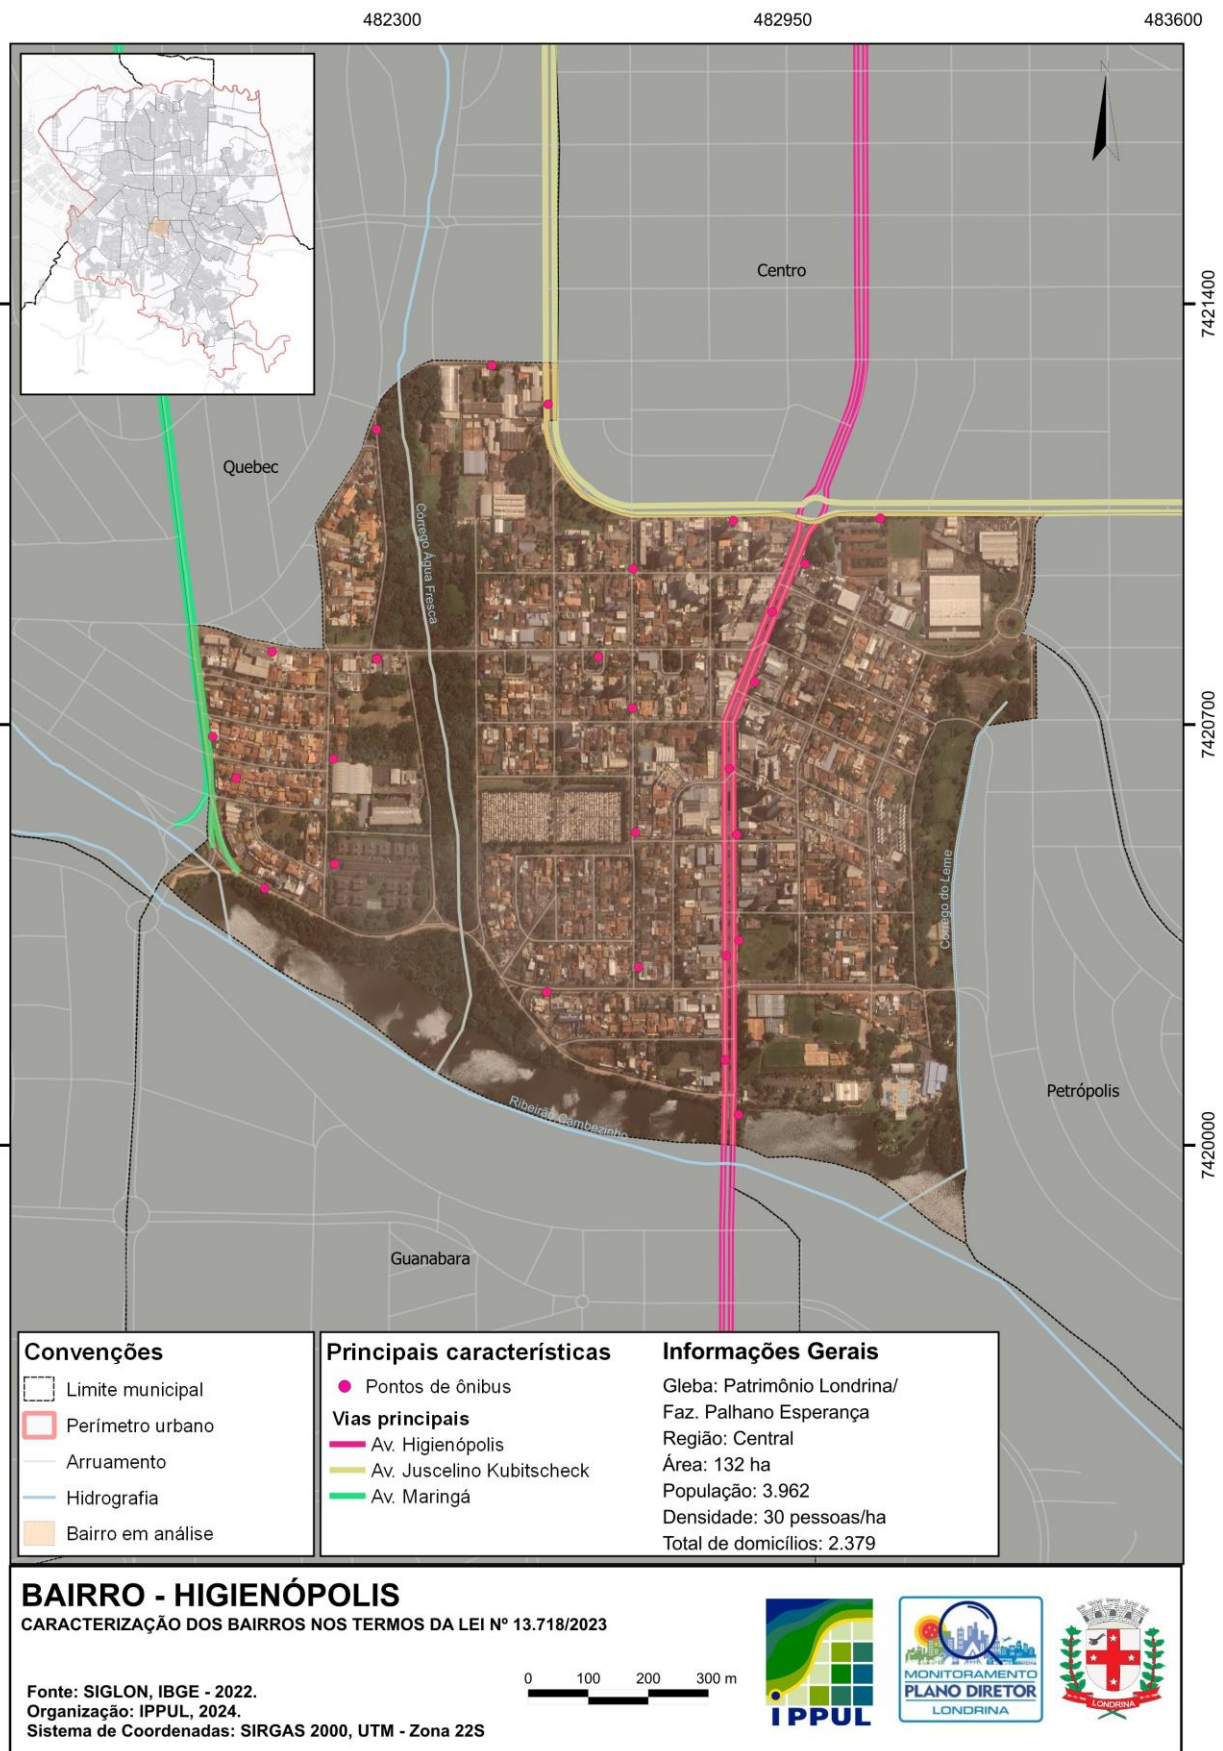 482300
482950
483600
N
Centro
7421400
Quebec
Córrego Água Fresca
7420700
Córrego do Leme
Petrópolis
Ribeirão Cambezinho
7420000
Guanabara
Convenções
Limite municipal
Perímetro urbano
Arruamento
Hidrografia
Bairro em análise
Principais características
Pontos de ônibus
Vias principais
Av. Higienópolis
Av. Juscelino Kubitscheck
Av. Maringá
Informações Gerais
Gleba: Patrimônio Londrina/
Faz. Palhano Esperança
Região: Central
Área: 132 ha
População: 3.962
Densidade: 30 pessoas/ha
Total de domicílios: 2.379
BAIRRO - HIGIENÓPOLIS
CARACTERIZAÇÃO DOS BAIRROS NOS TERMOS DA LEI Nº 13.718/2023
Fonte: SIGLON, IBGE - 2022.
Organização: IPPUL, 2024.
Sistema de Coordenadas: SIRGAS 2000, UTM - Zona 22S
0 100 200 300 m
IPPUL
MONITORAMENTO
PLANO DIRETOR
LONDRINA
LONDRINA